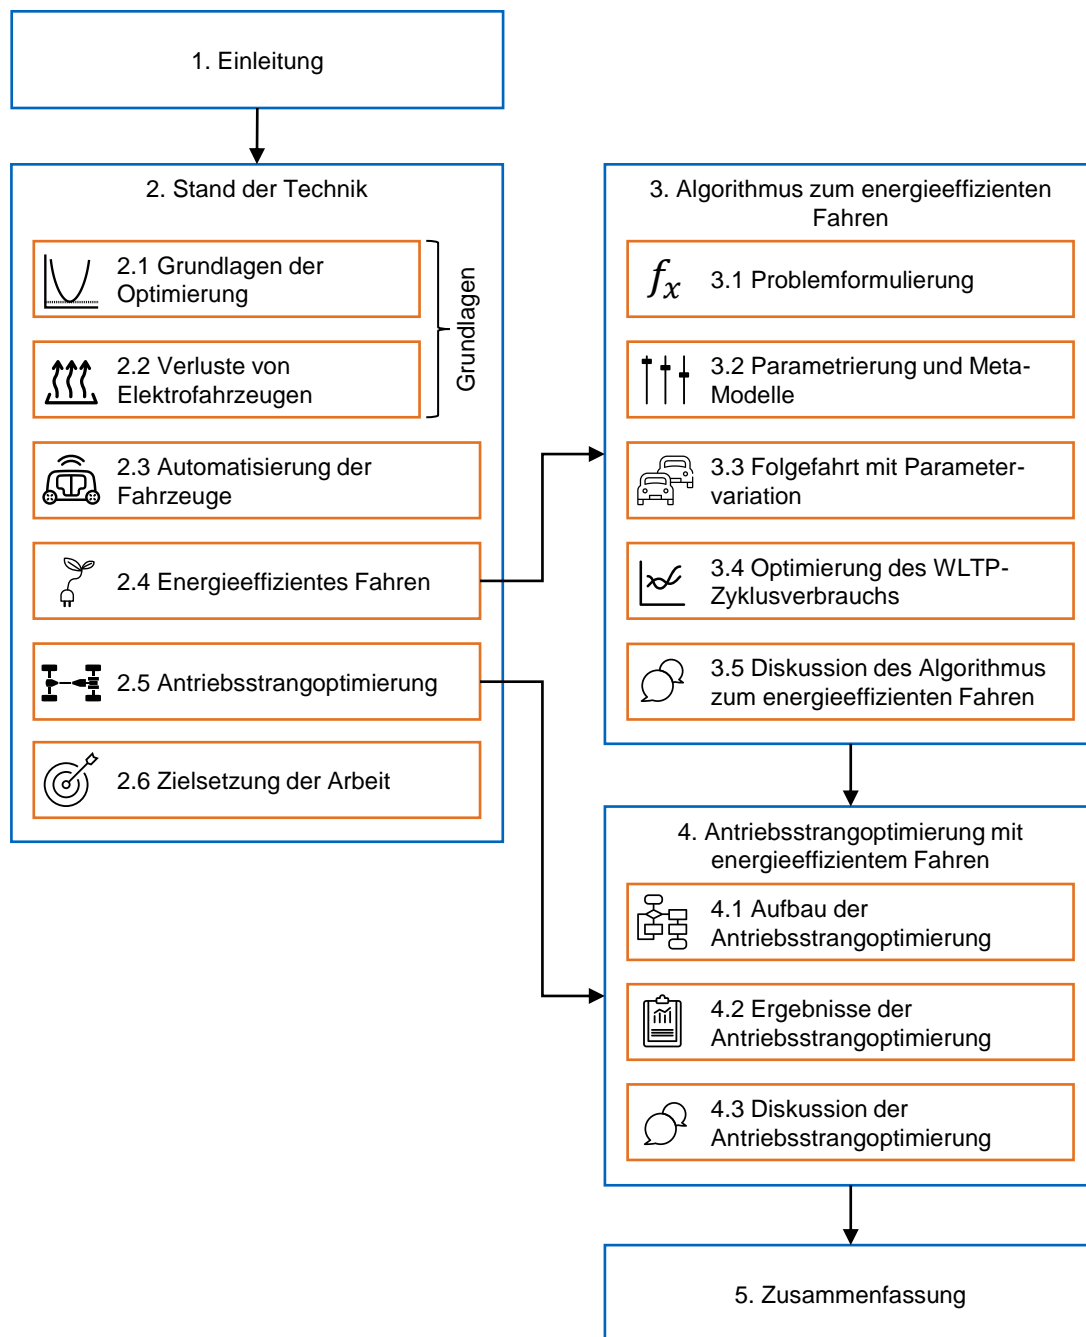 1. Einleitung
2. Stand der Technik
2.1 Grundlagen der
Optimierung
2.2 Verluste von
Elektrofahrzeugen
Grundlagen
2.3 Automatisierung der
Fahrzeuge
2.4 Energieeffizientes Fahren
2.5 Antriebsstrangoptimierung
2.6 Zielsetzung der Arbeit
3. Algorithmus zum energieeffizienten
Fahren
f_x
3.1 Problemformulierung
3.2 Parametrierung und Meta-
Modelle
3.3 Folgefahrt mit Parameter-
variation
3.4 Optimierung des WLTP-
Zyklusverbrauchs
3.5 Diskussion des Algorithmus
zum energieeffizienten Fahren
4. Antriebsstrangoptimierung mit
energieeffizientem Fahren
4.1 Aufbau der
Antriebsstrangoptimierung
4.2 Ergebnisse der
Antriebsstrangoptimierung
4.3 Diskussion der
Antriebsstrangoptimierung
5. Zusammenfassung